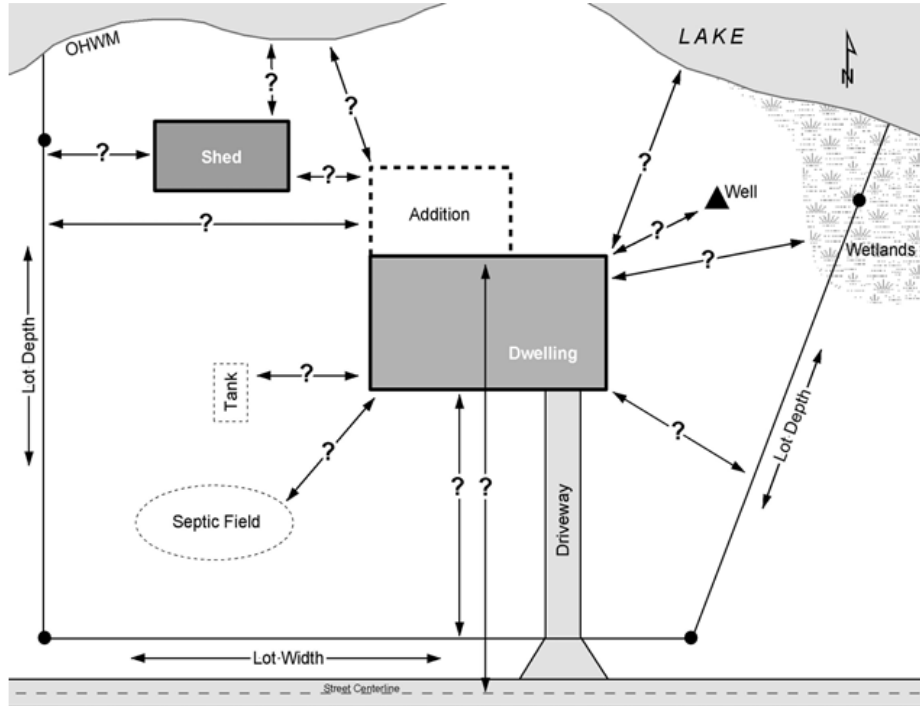 OHWM
LAKE
N
?
?
?
Shed
?
?
Well
?
Addition
?
?
?
Wetlands
Lot Depth
Dwelling
Tank
?
?
?
Lot Depth
?
?
Septic Field
Driveway
Lot Width
Street Centerline